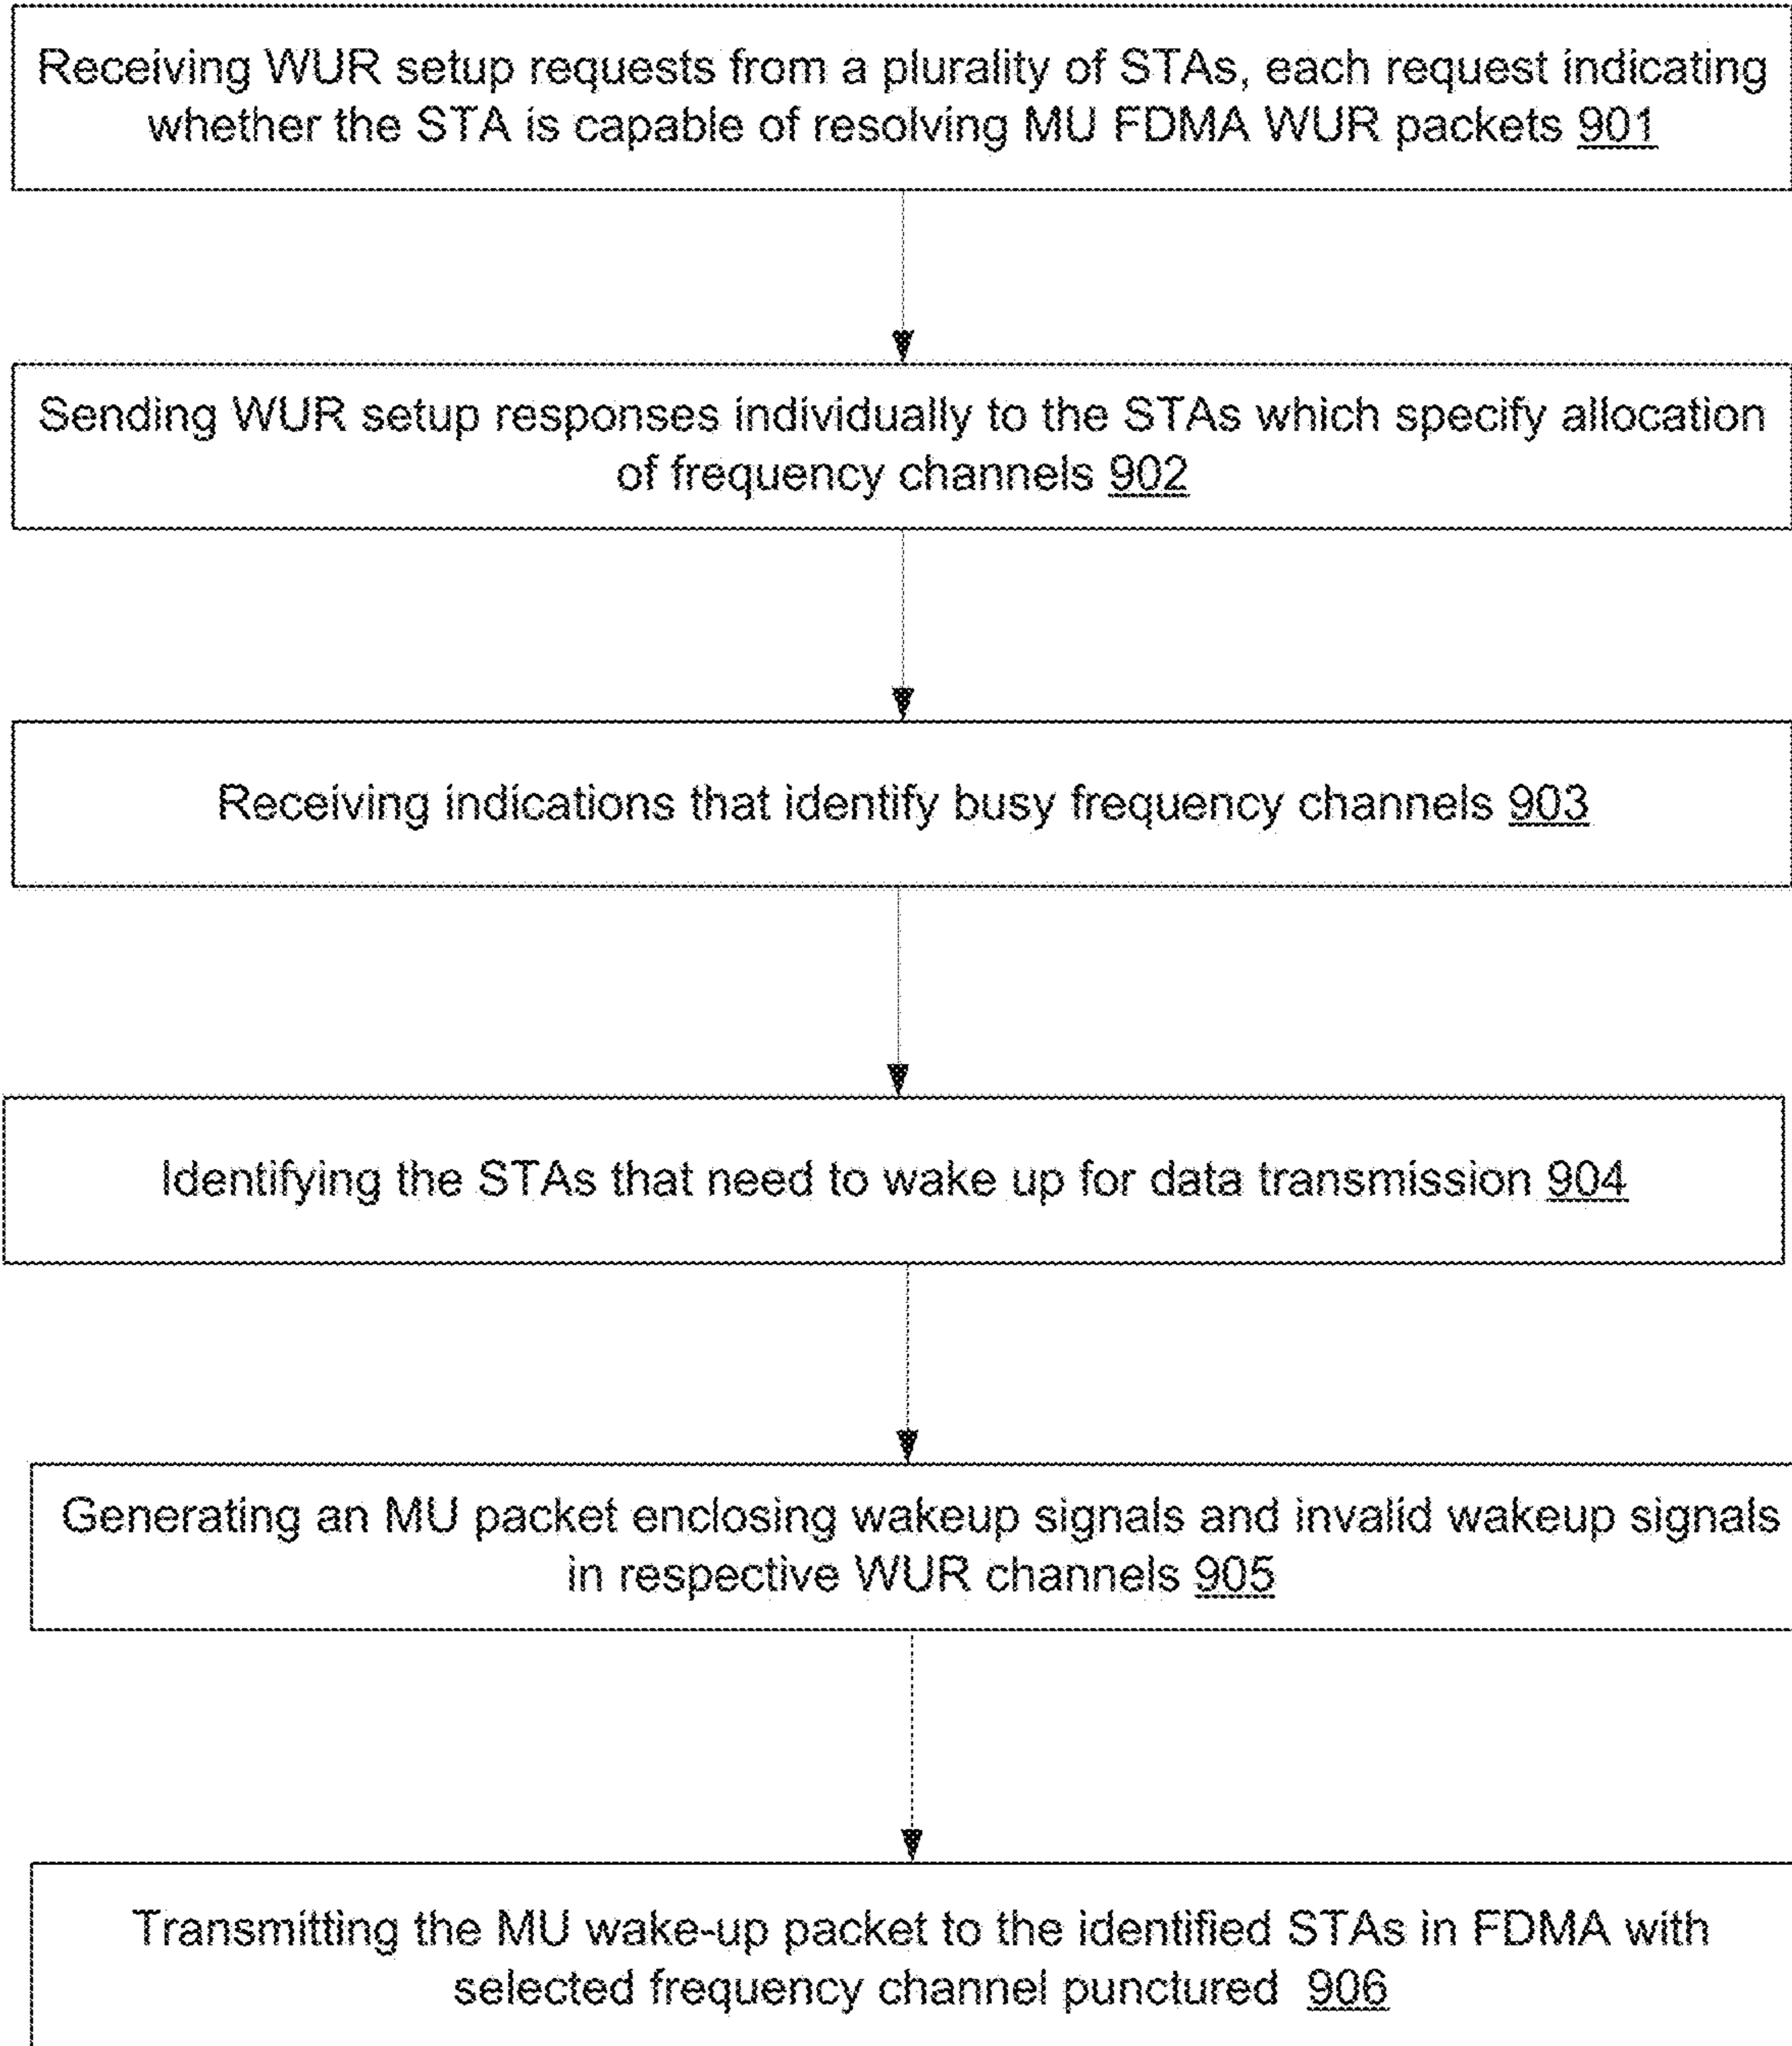 Receiving WUR setup requests from a plurality of STAs, each request indicating
whether the STA is capable of resolving MU FDMA WUR packets 901
Sending WUR setup responses individually to the STAs which specify allocation
of frequency channels 902
Receiving indications that identify busy frequency channels 903
Identifying the STAs that need to wake up for data transmission 904
Generating an MU packet enclosing wakeup signals and invalid wakeup signals
in respective WUR channels 905
Transmitting the MU wake-up packet to the identified STAs in FDMA with
selected frequency channel punctured 906